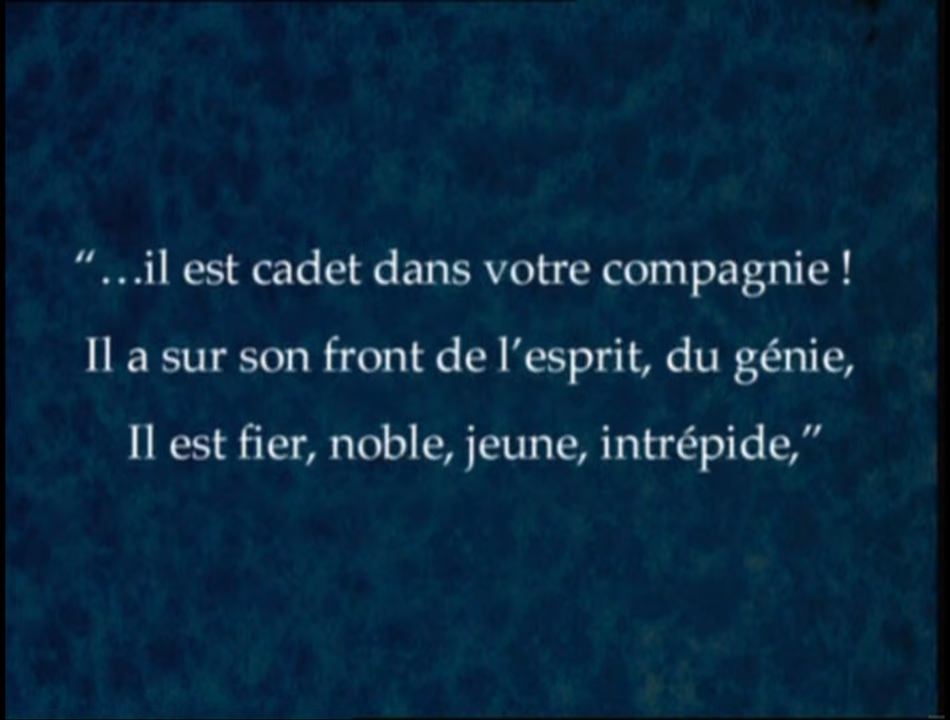 “…il est cadet dans votre compagnie !
Il a sur son front de l’esprit, du génie,
Il est fier, noble, jeune, intrépide,”